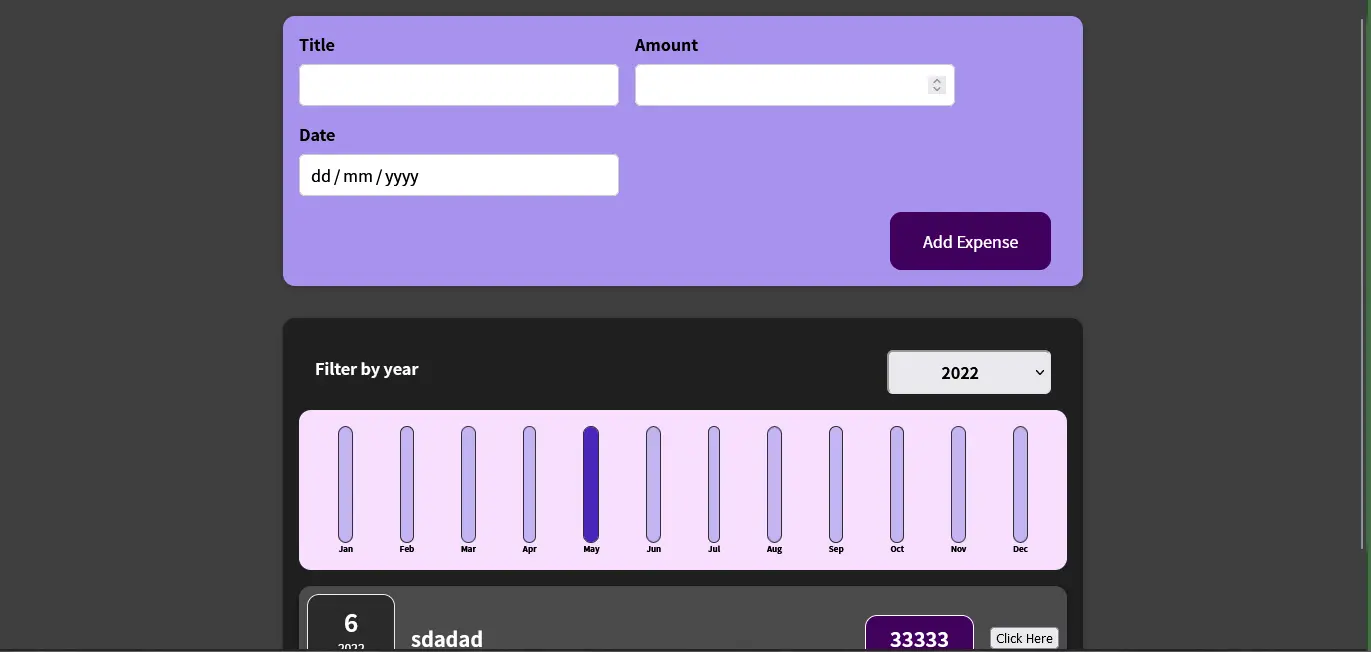 Title Amount
Date
dd / mm / yyyy
Add Expense
Filter by year 2022
Jan Feb Mar Apr May Jun Jul Aug Sep Oct Nov Dec
6
2022
sdadad 33333 Click Here